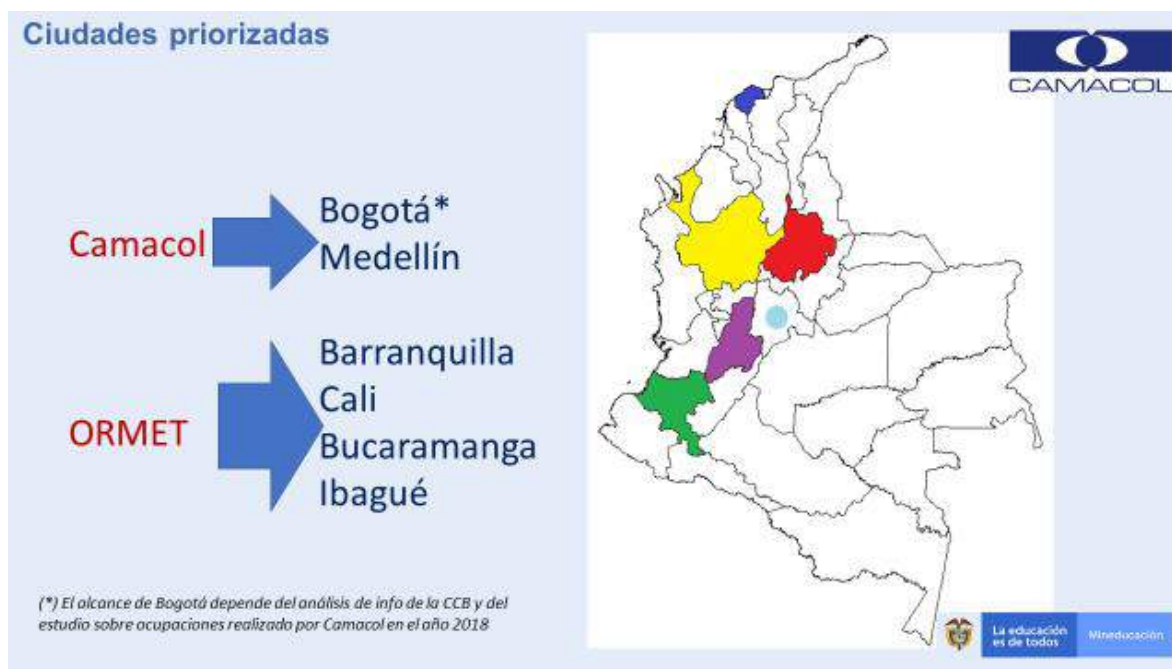 Ciudades priorizadas
CAMACOL
Camacol
Bogotá*
Medellín
ORMET
Barranquilla
Cali
Bucaramanga
Ibagué
(*) El alcance de Bogotá depende del análisis de info de la CCB y del
estudio sobre ocupaciones realizado por Camacol en el año 2018
La educación
es de todos
Mineducación